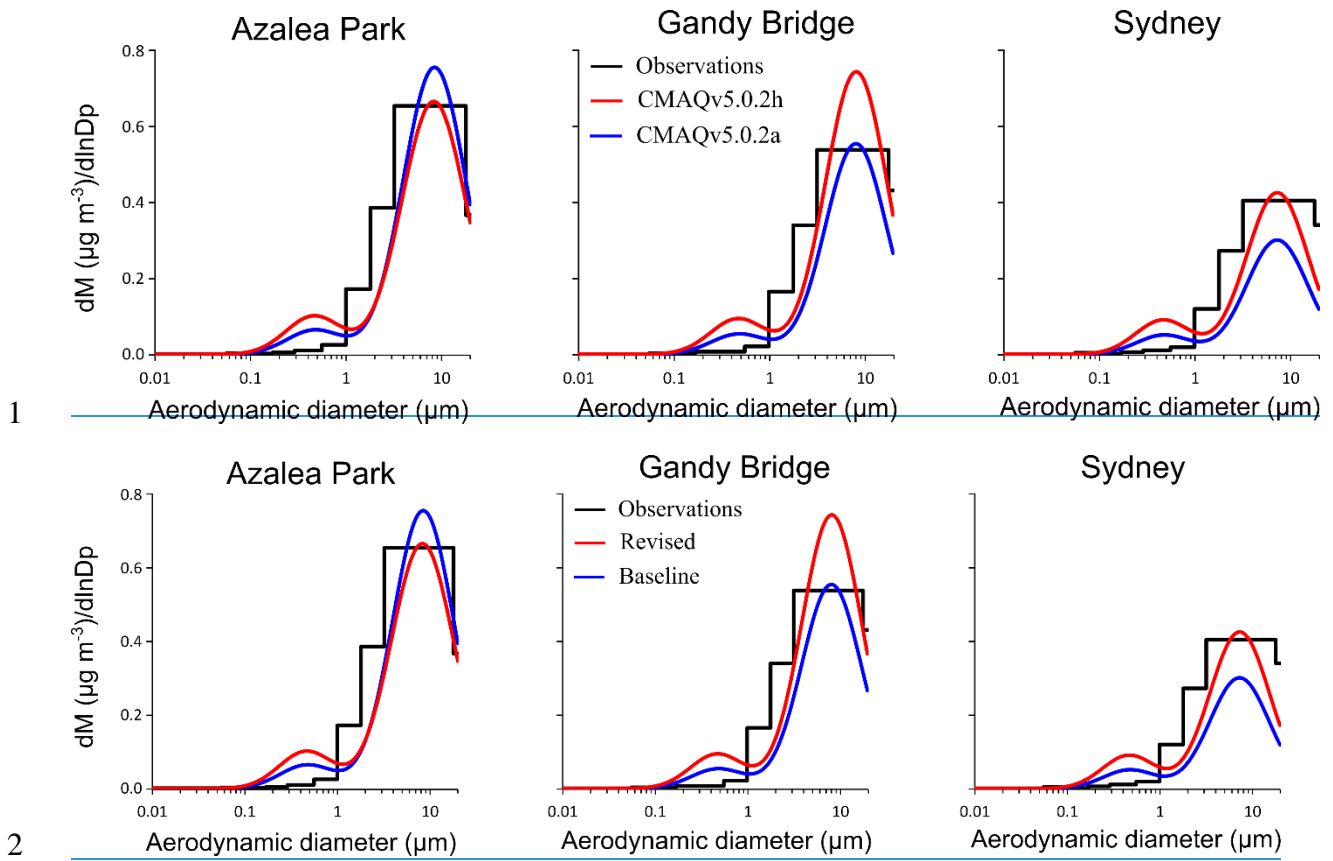 Azalea Park
Gandy Bridge
Sydney
0.8
0.6
0.4
0.2
0.0
dM (µg m⁻³)/dlnDp
Observations
CMAQv5.0.2h
CMAQv5.0.2a
0.01 0.1 1 10
0.01 0.1 1 10
0.01 0.1 1 10
1
Aerodynamic diameter (µm)
Aerodynamic diameter (µm)
Aerodynamic diameter (µm)
Azalea Park
Gandy Bridge
Sydney
0.8
0.6
0.4
0.2
0.0
dM (µg m⁻³)/dlnDp
Observations
Revised
Baseline
0.01 0.1 1 10
0.01 0.1 1 10
0.01 0.1 1 10
2
Aerodynamic diameter (µm)
Aerodynamic diameter (µm)
Aerodynamic diameter (µm)